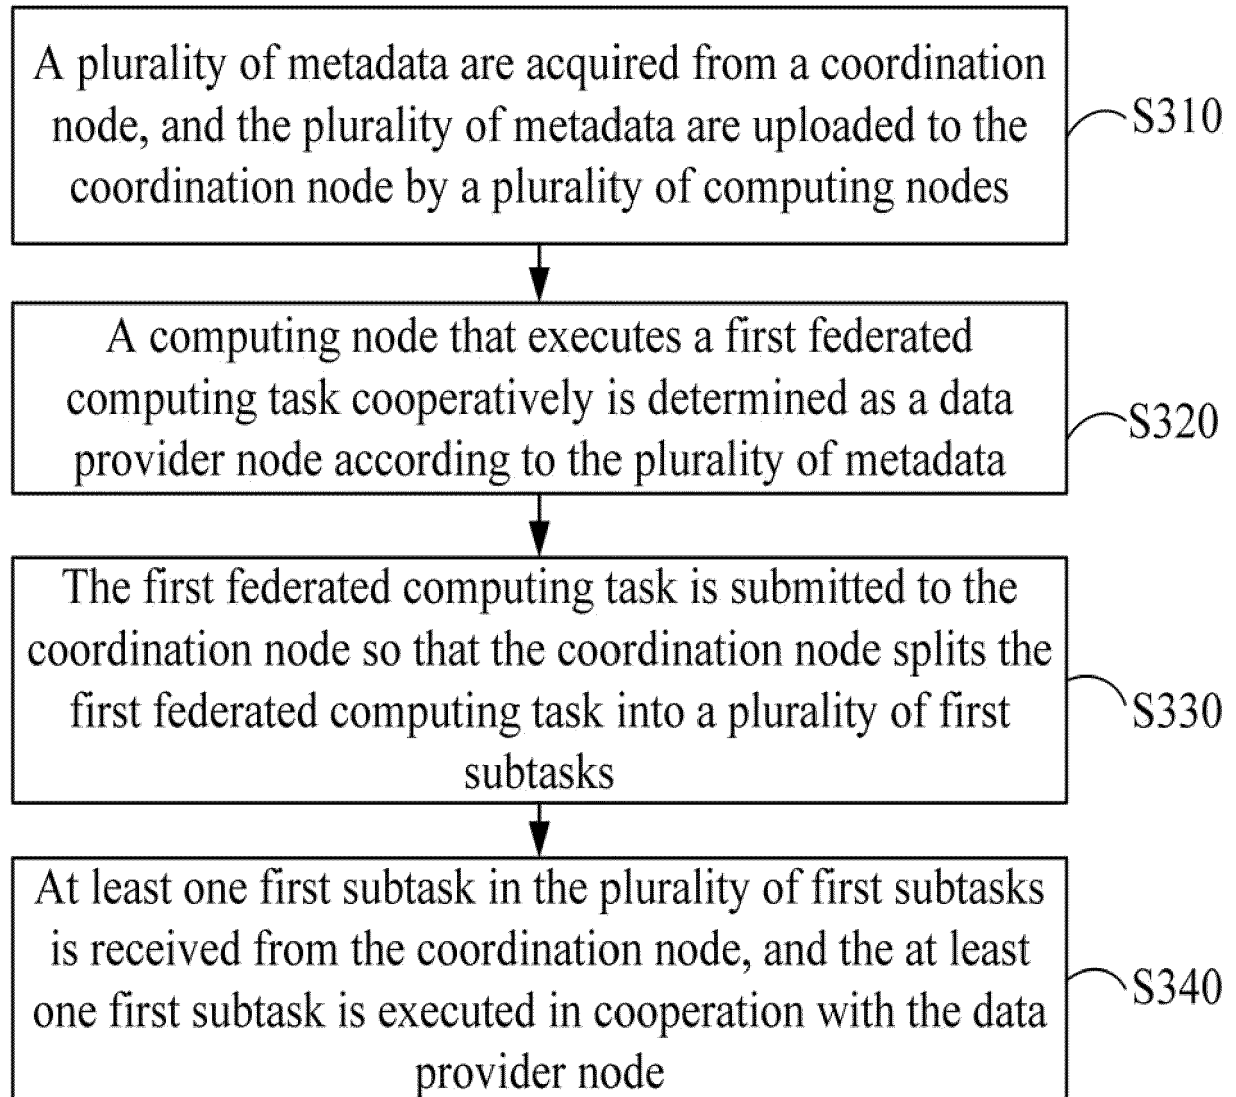 A plurality of metadata are acquired from a coordination
node, and the plurality of metadata are uploaded to the
coordination node by a plurality of computing nodes
S310
A computing node that executes a first federated
computing task cooperatively is determined as a data
provider node according to the plurality of metadata
S320
The first federated computing task is submitted to the
coordination node so that the coordination node splits the
first federated computing task into a plurality of first
subtasks
S330
At least one first subtask in the plurality of first subtasks
is received from the coordination node, and the at least
one first subtask is executed in cooperation with the data
provider node
S340